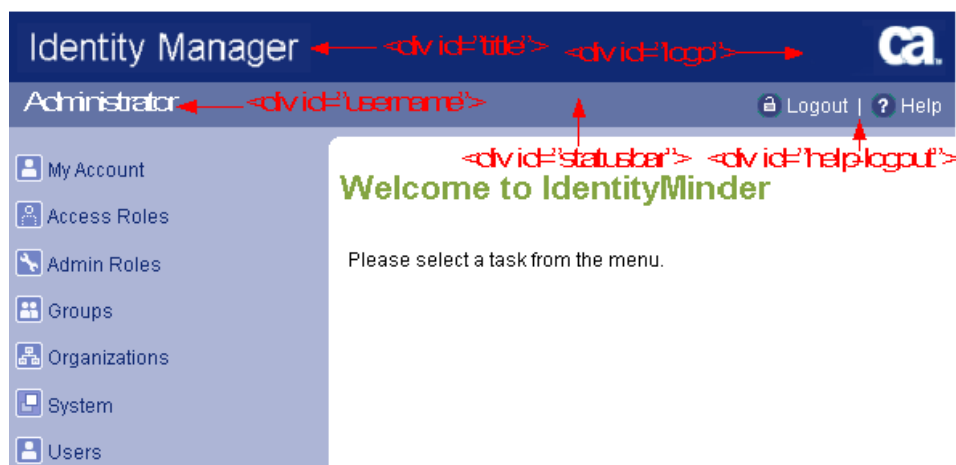 Identity Manager <div id="title"> <div id="logo"> ca.
Administrator <div id="username"> Logout | ? Help
<div id="statusbar"> <div id="help-logout">
My Account
Welcome to IdentityMinder
Access Roles
Admin Roles
Please select a task from the menu.
Groups
Organizations
System
Users